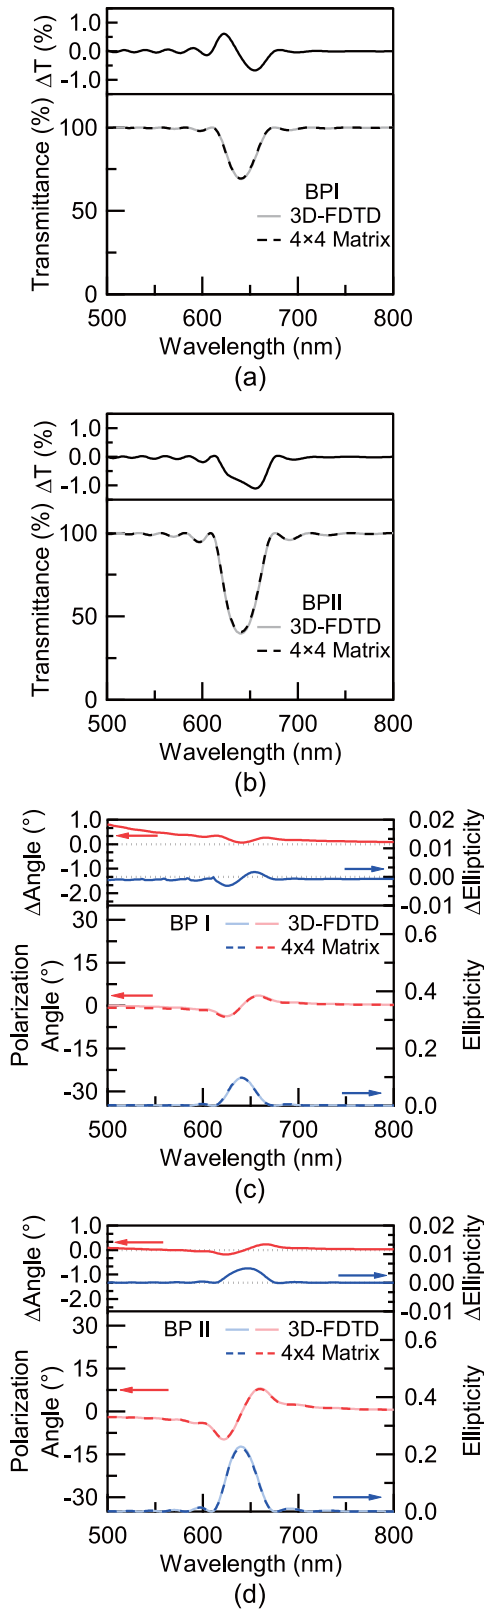 ΔT (%)
1.0
0.0
-1.0
Transmittance (%)
100
50
0
BPI
3D-FDTD
4×4 Matrix
500 600 700 800
Wavelength (nm)
(a)
ΔT (%)
1.0
0.0
-1.0
Transmittance (%)
100
50
0
BPII
3D-FDTD
4×4 Matrix
500 600 700 800
Wavelength (nm)
(b)
ΔAngle (°)
1.0
0.0
-1.0
-2.0
0.02
0.01
0.00
-0.01
ΔEllipticity
Polarization
Angle (°)
30
15
0
-15
-30
BP I
3D-FDTD
4x4 Matrix
0.6
0.4
0.2
0.0
Ellipticity
500 600 700 800
Wavelength (nm)
(c)
ΔAngle (°)
1.0
0.0
-1.0
-2.0
0.02
0.01
0.00
-0.01
ΔEllipticity
Polarization
Angle (°)
30
15
0
-15
-30
BP II
3D-FDTD
4x4 Matrix
0.6
0.4
0.2
0.0
Ellipticity
500 600 700 800
Wavelength (nm)
(d)